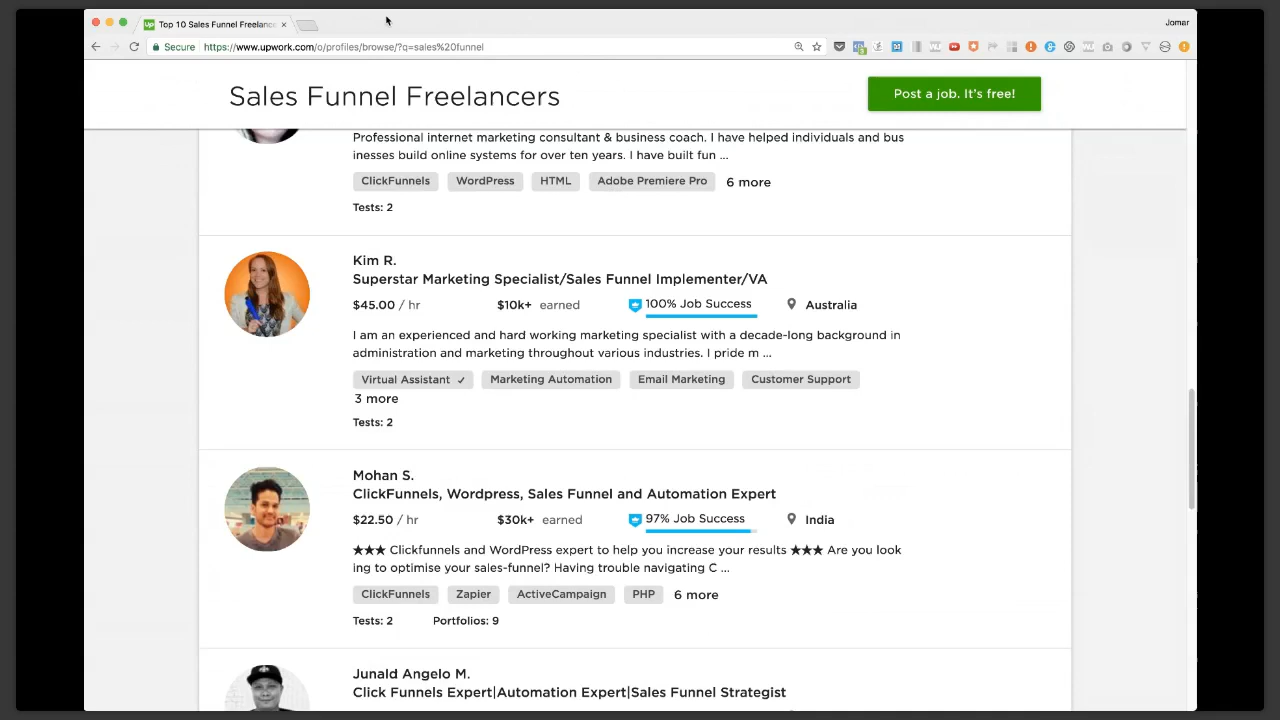 Top 10 Sales Funnel Freelanc
Jomar
Secure https://www.upwork.com/o/profiles/browse/?q=sales%20funnel
Sales Funnel Freelancers
Post a job. It's free!
Professional internet marketing consultant & business coach. I have helped individuals and bus
inesses build online systems for over ten years. I have built fun ...
ClickFunnels WordPress HTML Adobe Premiere Pro 6 more
Tests: 2
Kim R.
Superstar Marketing Specialist/Sales Funnel Implementer/VA
$45.00 / hr $10k+ earned 100% Job Success Australia
I am an experienced and hard working marketing specialist with a decade-long background in
administration and marketing throughout various industries. I pride m ...
Virtual Assistant ✓ Marketing Automation Email Marketing Customer Support
3 more
Tests: 2
Mohan S.
ClickFunnels, Wordpress, Sales Funnel and Automation Expert
$22.50 / hr $30k+ earned 97% Job Success India
★★★ Clickfunnels and WordPress expert to help you increase your results ★★★ Are you look
ing to optimise your sales-funnel? Having trouble navigating C ...
ClickFunnels Zapier ActiveCampaign PHP 6 more
Tests: 2 Portfolios: 9
Junald Angelo M.
Click Funnels Expert|Automation Expert|Sales Funnel Strategist